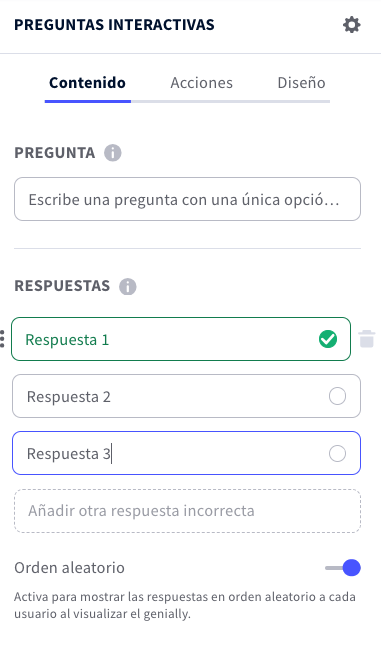 PREGUNTAS INTERACTIVAS
Contenido Acciones Diseño
PREGUNTA
Escribe una pregunta con una única opció…
RESPUESTAS
Respuesta 1
Respuesta 2
Respuesta 3
Añadir otra respuesta incorrecta
Orden aleatorio
Activa para mostrar las respuestas en orden aleatorio a cada
usuario al visualizar el genially.